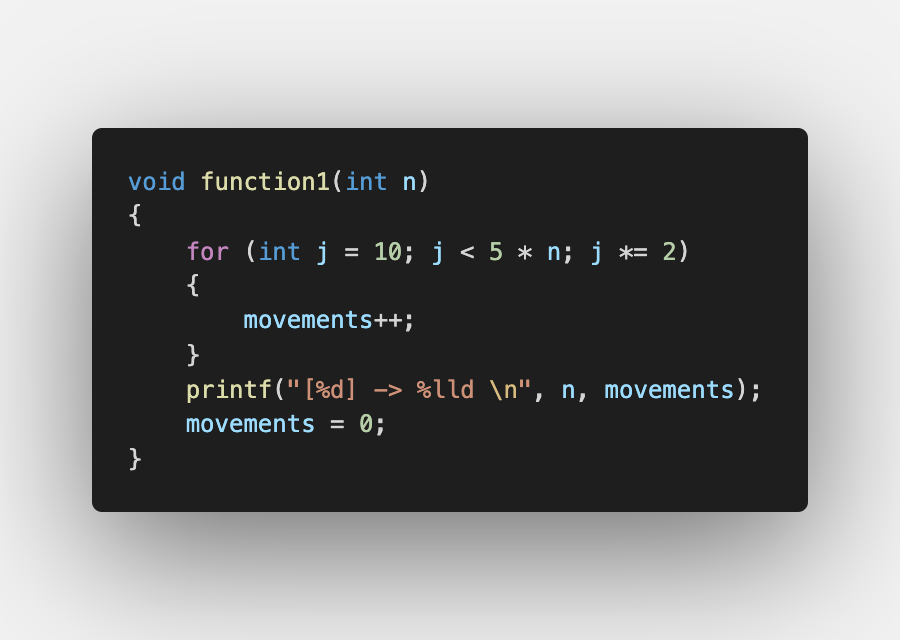 void function1(int n)
{
    for (int j = 10; j < 5 * n; j *= 2)
    {
        movements++;
    }
    printf("[%d] -> %lld \n", n, movements);
    movements = 0;
}